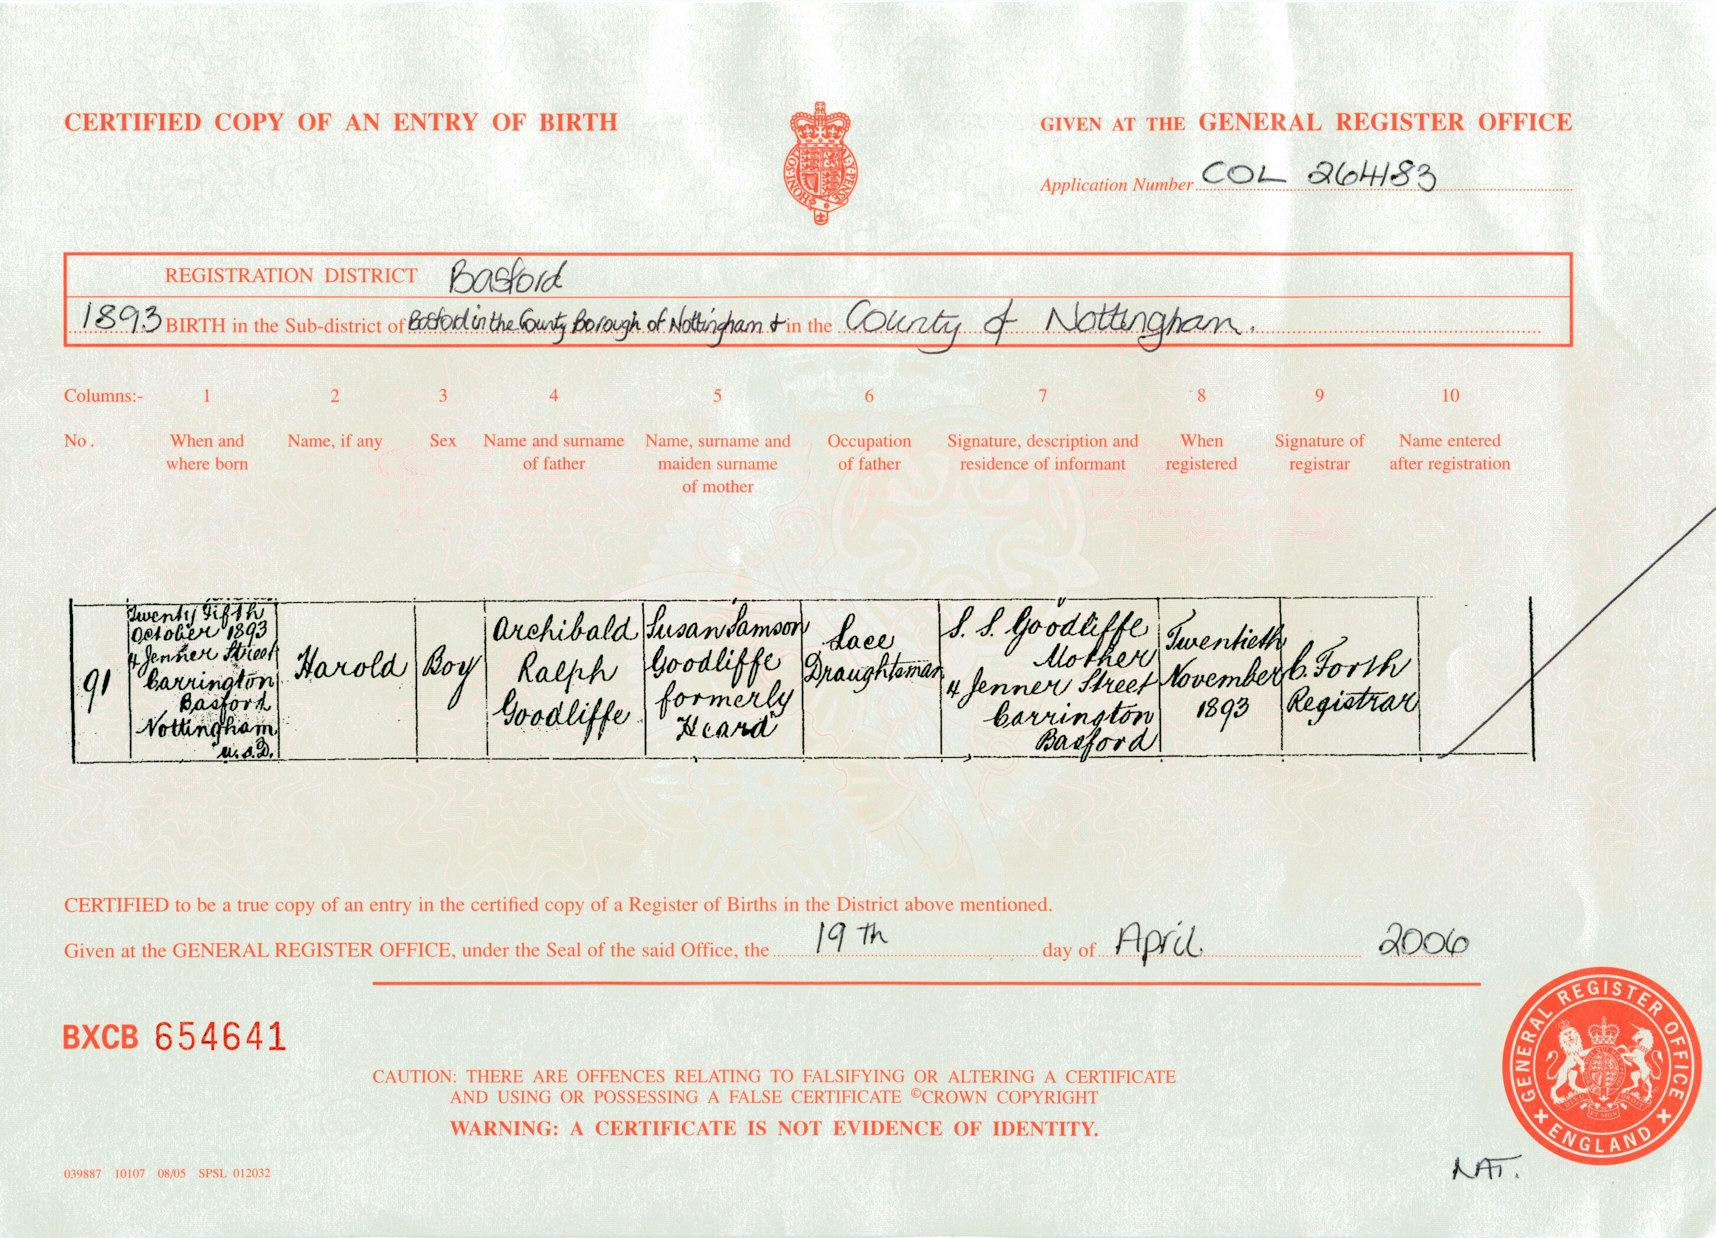 CERTIFIED COPY OF AN ENTRY OF BIRTH
GIVEN AT THE GENERAL REGISTER OFFICE
HONI SOIT Y PENSE
Application Number COL 264183
REGISTRATION DISTRICT Basford
1893 BIRTH in the Sub-district of Basford in the County Borough of Nottingham & in the County of Nottingham.
Columns:- 1 2 3 4 5 6 7 8 9 10
No. When and where born
Name, if any
Sex
Name and surname of father
Name, surname and maiden surname of mother
Occupation of father
Signature, description and residence of informant
When registered
Signature of registrar
Name entered after registration
91
Twenty Fifth
October 1893
4 Jenner Street
Carrington
Basford
Nottingham
U.S.D.
Harold
Boy
Archibald
Ralph
Goodliffe
Susan Samson
Goodliffe
formerly
Heard
Lace
Draughtsman
S. S. Goodliffe
Mother
4 Jenner Street
Carrington
Basford
Twentieth
November
1893
C. Forth
Registrar
CERTIFIED to be a true copy of an entry in the certified copy of a Register of Births in the District above mentioned.
Given at the GENERAL REGISTER OFFICE, under the Seal of the said Office, the 19th day of April 2006
BXCB 654641
GENERAL REGISTER OFFICE
ENGLAND
CAUTION: THERE ARE OFFENCES RELATING TO FALSIFYING OR ALTERING A CERTIFICATE
AND USING OR POSSESSING A FALSE CERTIFICATE ©CROWN COPYRIGHT
WARNING: A CERTIFICATE IS NOT EVIDENCE OF IDENTITY.
039887 10107 08/05 SPSL 012032
NAT.